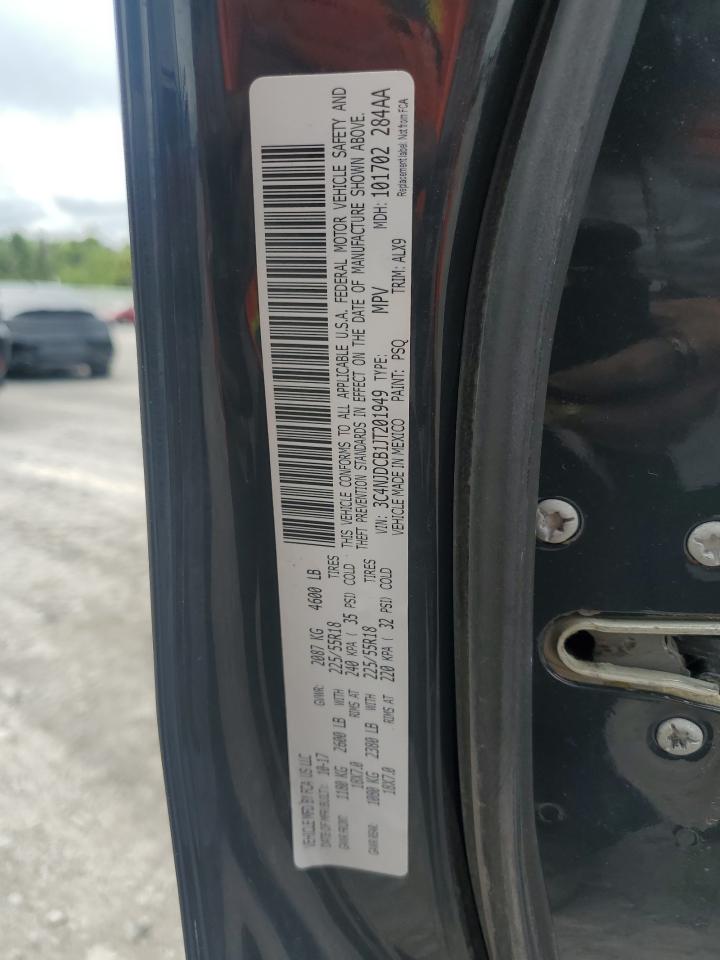 VEHICLE MFD BY FCA US LLC
DATE OF MFR(BUILT): 10-17 GVWR: 2087 KG 4600 LB
GAWR FRONT: 1180 KG 2600 LB WITH 225/55R18 TIRES
18X7.0 RIMS AT 240 KPA ( 35 PSI) COLD
GAWR REAR: 1080 KG 2380 LB WITH 225/55R18 TIRES
18X7.0 RIMS AT 220 KPA ( 32 PSI) COLD
THIS VEHICLE CONFORMS TO ALL APPLICABLE U.S.A. FEDERAL MOTOR VEHICLE SAFETY AND
THEFT PREVENTION STANDARDS IN EFFECT ON THE DATE OF MANUFACTURE SHOWN ABOVE.
VIN: 3C4NJDCB1JT201949 TYPE: MPV MDH: 101702 284AA
VEHICLE MADE IN MEXICO PAINT: PSQ TRIM: ALX9
Replacement label. Not from FCA